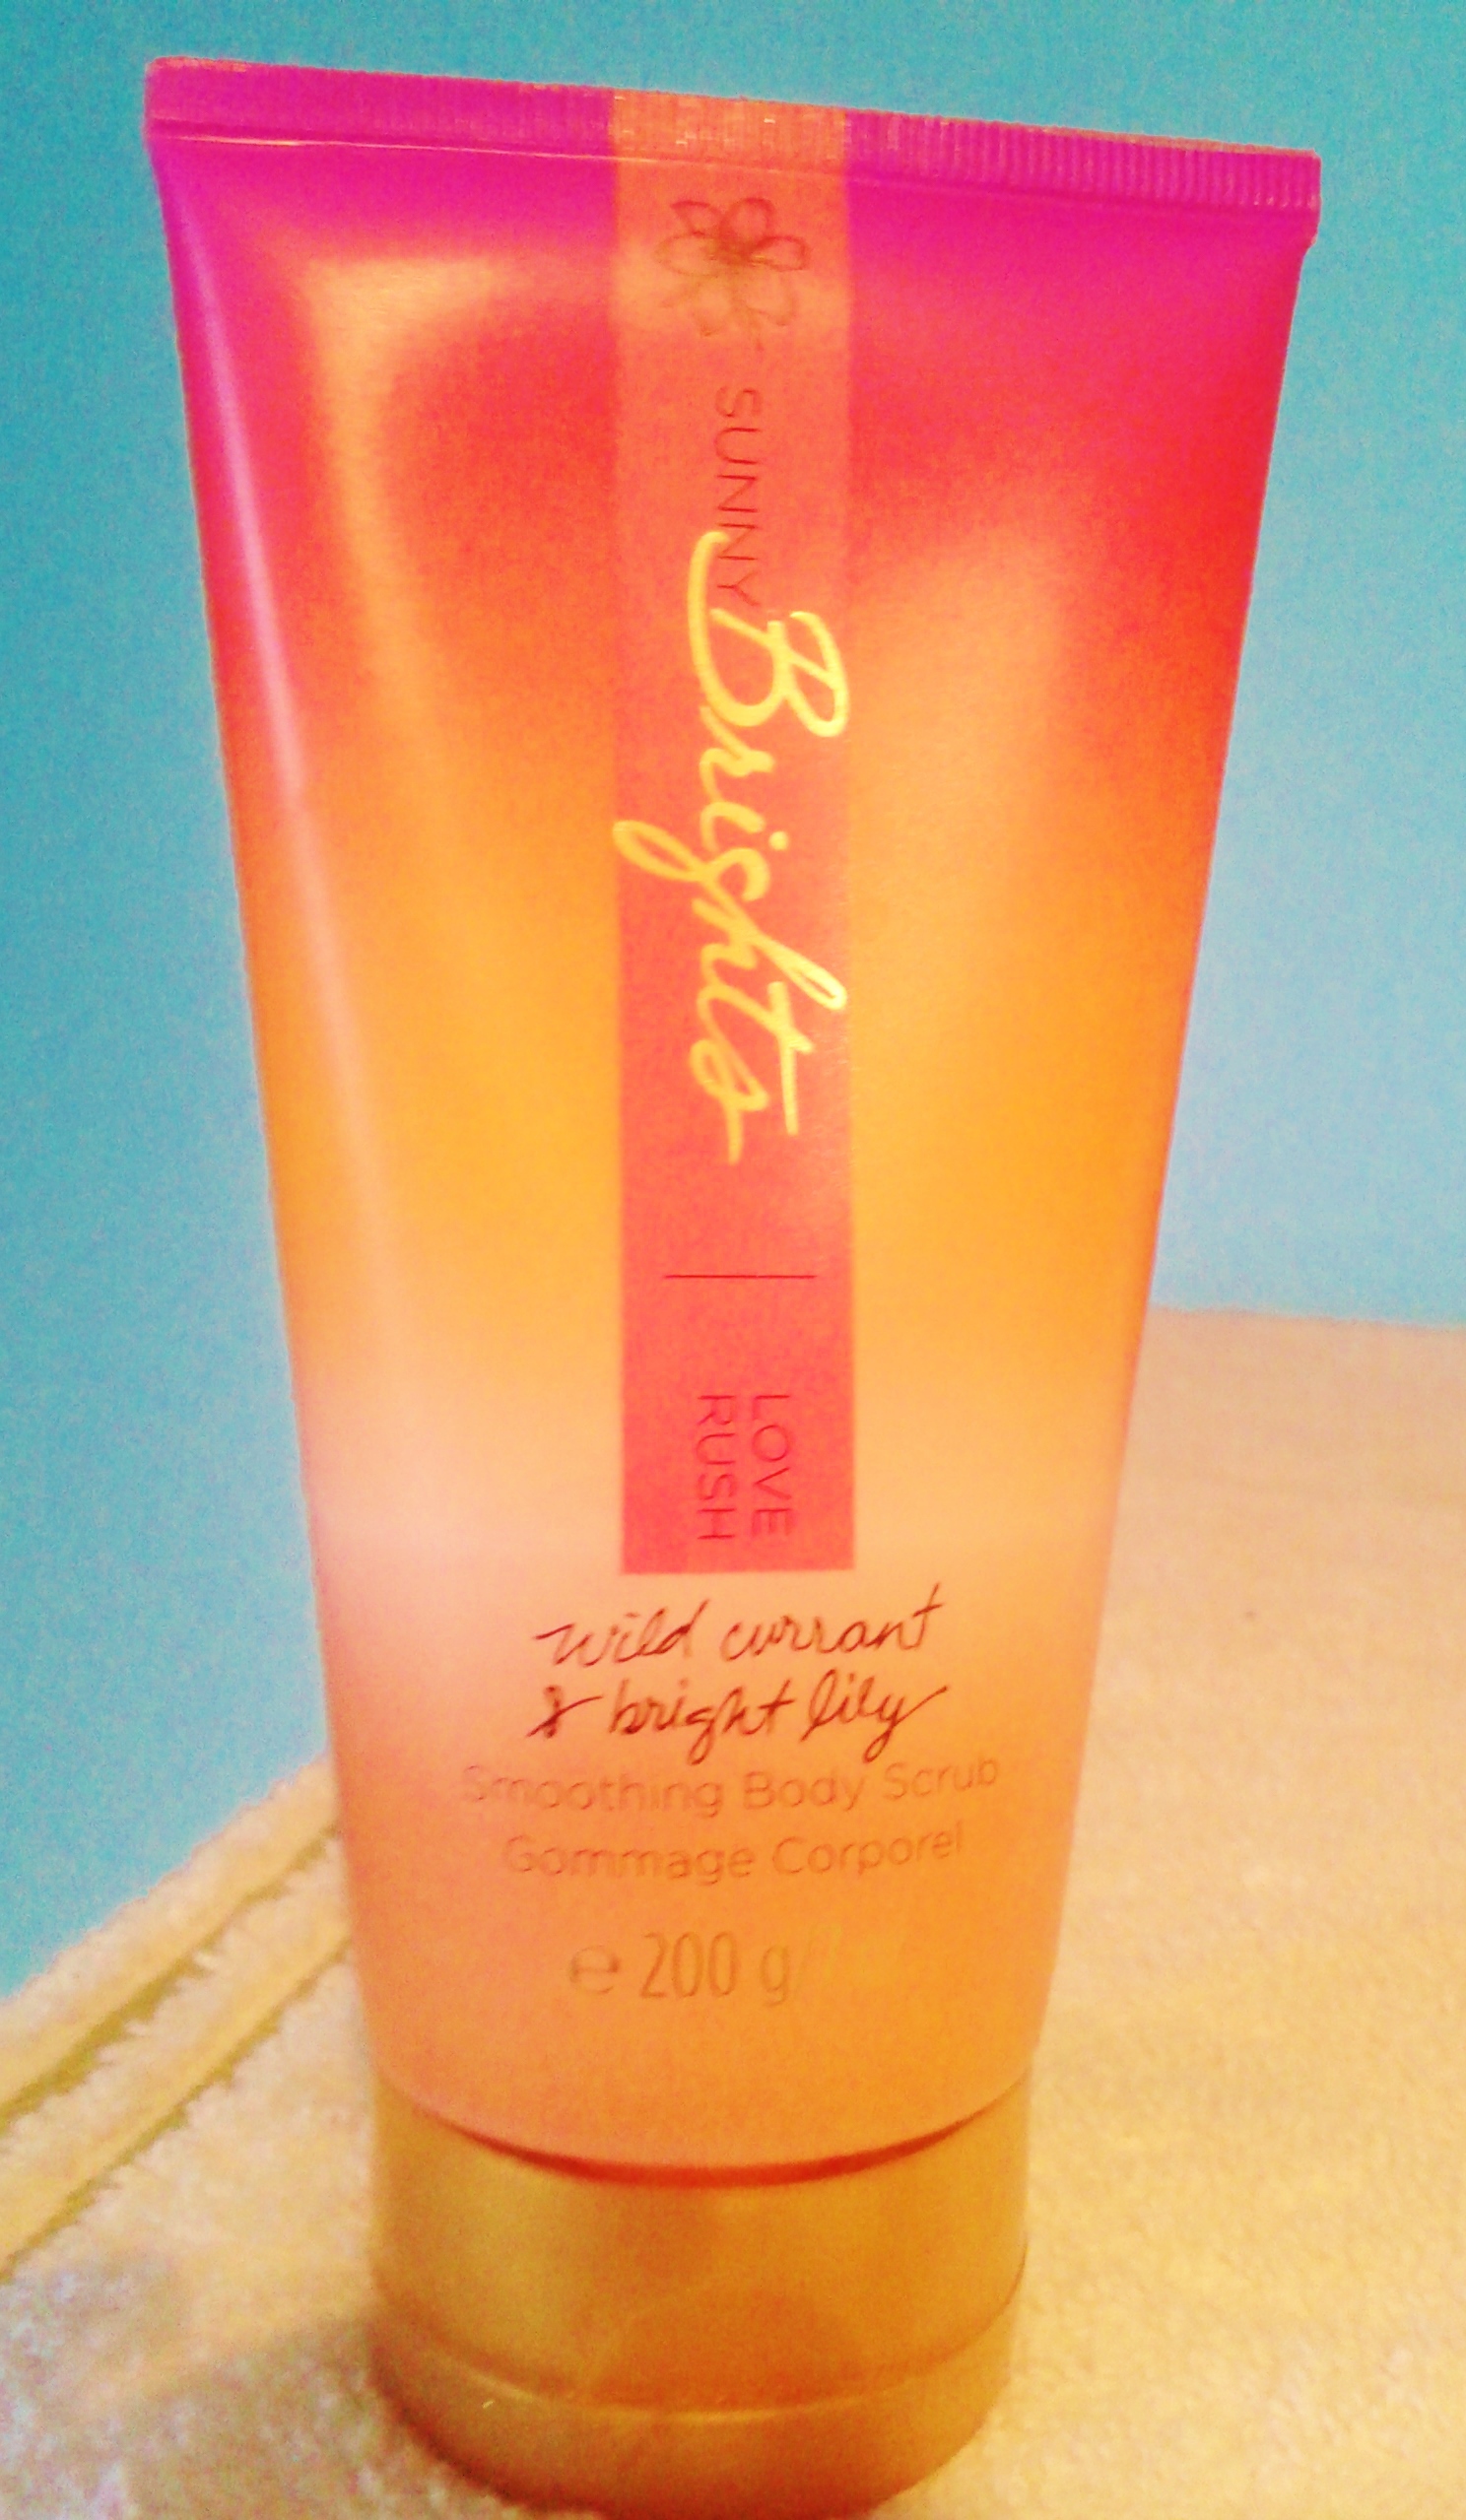 SUNNY
Brights
LOVE
RUSH
wild currant
& bright lily
Smoothing Body Scrub
Gommage Corporel
e 200 g